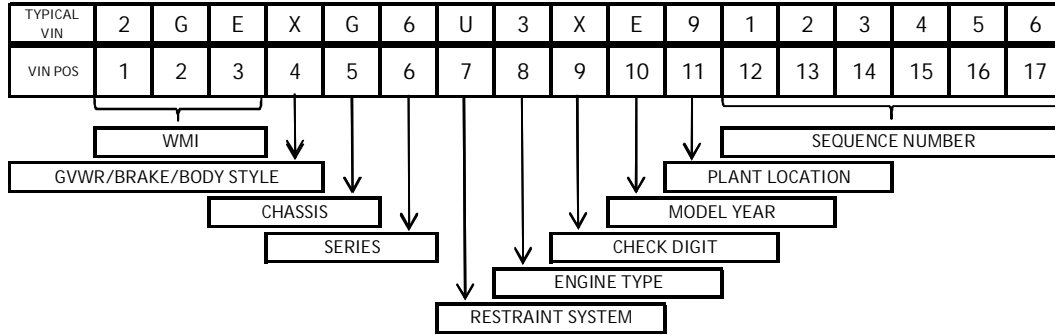 TYPICAL VIN 2 G E X G 6 U 3 X E 9 1 2 3 4 5 6
VIN POS 1 2 3 4 5 6 7 8 9 10 11 12 13 14 15 16 17
WMI SEQUENCE NUMBER
GVWR/BRAKE/BODY STYLE PLANT LOCATION
CHASSIS MODEL YEAR
SERIES CHECK DIGIT
ENGINE TYPE
RESTRAINT SYSTEM